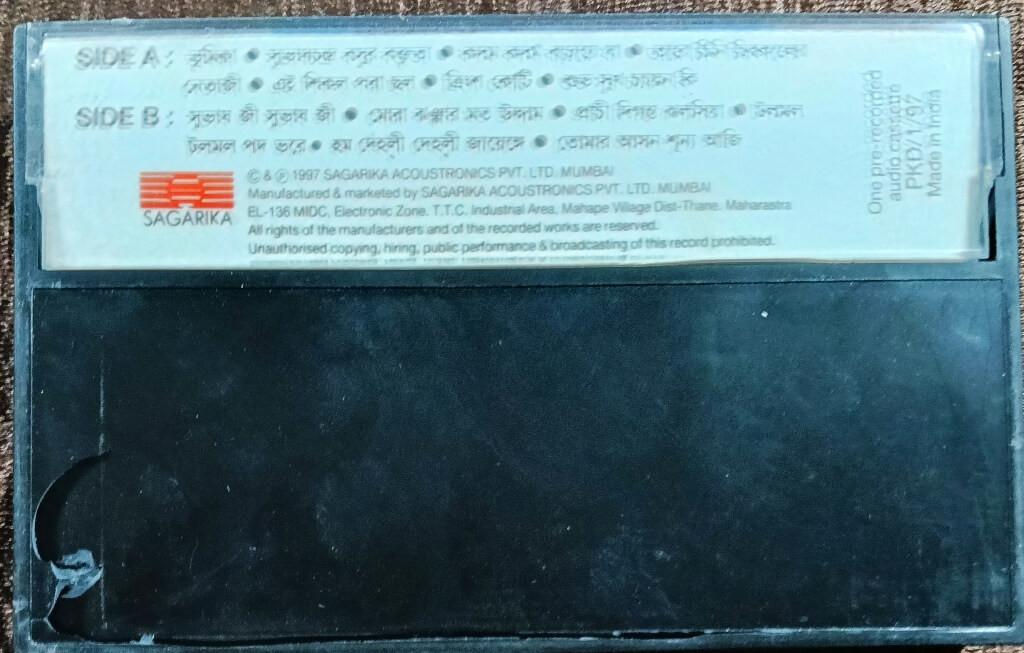 SIDE A : ভূমিকা ● সুভাষচন্দ্র বসুর বক্তৃতা ● কদম কদম বঢ়ায়ে যা ●
নেতাজী ● এই শিকল পরা ছল ●
SIDE B : সুভাষ জী সুভাষ জী ● মোরা ঝঞ্ঝার মত উদ্দাম ● টলমল
টলমল পদ ভরে ● হম দেহলী দেহলী জায়েঙ্গে ● তোমার আসন শূন্য আজি
SAGARIKA
© & ℗ 1997 SAGARIKA ACOUSTRONICS PVT. LTD. MUMBAI
Manufactured & marketed by SAGARIKA ACOUSTRONICS PVT. LTD. MUMBAI
EL-136 MIDC, Electronic Zone, T.T.C. Industrial Area, Mahape Village Dist-Thane. Maharastra
All rights of the manufacturers and of the recorded works are reserved.
Unauthorised copying, hiring, public performance & broadcasting of this record prohibited.
One pre-recorded
audio cassette
PKD/1/97
Made in India